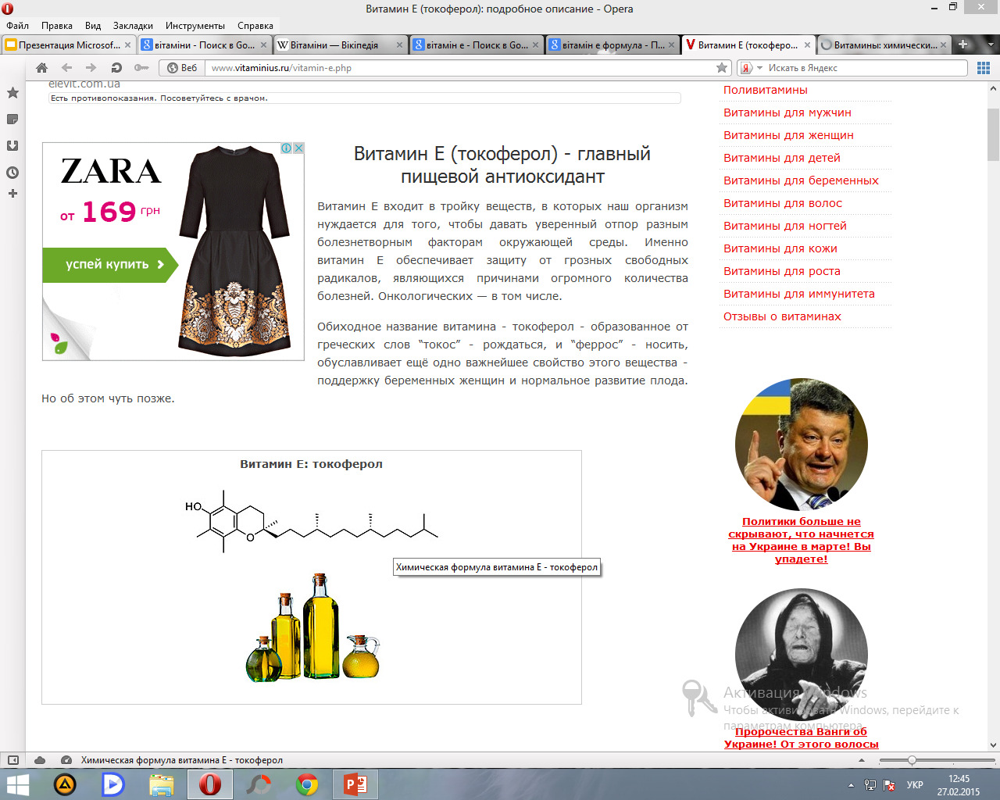 Витамин Е (токоферол): подробное описание - Opera
Файл Правка Вид Закладки Инструменты Справка
Презентация Microsof... вітаміни - Поиск в Go... Вітаміни — Вікіпедія вітамін е - Поиск в Go... вітамін е формула - П... Витамин Е (токоферо... Витамины: химически...
Веб www.vitaminius.ru/vitamin-e.php Искать в Яндекс
elevit.com.ua
Есть противопоказания. Посоветуйтесь с врачом.
ZARA
от 169 грн
успей купить
Витамин Е (токоферол) - главный
пищевой антиоксидант
Витамин Е входит в тройку веществ, в которых наш организм
нуждается для того, чтобы давать уверенный отпор разным
болезнетворным факторам окружающей среды. Именно
витамин Е обеспечивает защиту от грозных свободных
радикалов, являющихся причинами огромного количества
болезней. Онкологических — в том числе.
Обиходное название витамина - токоферол - образованное от
греческих слов “токос” - рождаться, и “феррос” - носить,
обуславливает ещё одно важнейшее свойство этого вещества -
поддержку беременных женщин и нормальное развитие плода.
Но об этом чуть позже.
Витамин Е: токоферол
HO
O
Химическая формула витамина Е - токоферол
Поливитамины
Витамины для мужчин
Витамины для женщин
Витамины для детей
Витамины для беременных
Витамины для волос
Витамины для ногтей
Витамины для кожи
Витамины для роста
Витамины для иммунитета
Отзывы о витаминах
Политики больше не
скрывают, что начнется
на Украине в марте! Вы
упадете!
Активация Windows
Чтобы активировать Windows, перейдите к
параметрам компьютера.
Пророчества Ванги об
Украине! От этого волосы
Химическая формула витамина Е - токоферол
УКР
12:45
27.02.2015